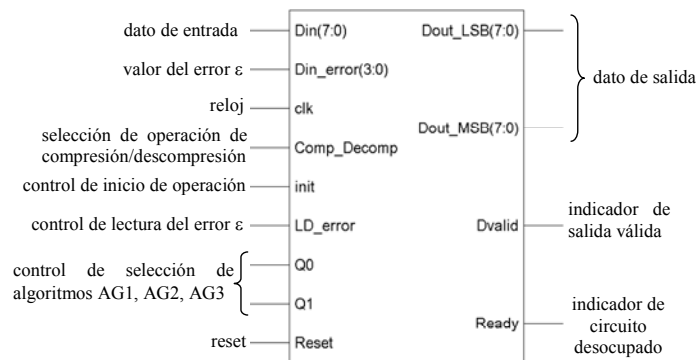 dato de entrada
Din(7:0)
Dout_LSB(7:0)
valor del error ε
Din_error(3:0)
dato de salida
reloj
clk
Dout_MSB(7:0)
selección de operación de
compresión/descompresión
Comp_Decomp
control de inicio de operación
init
control de lectura del error ε
LD_error
Dvalid
indicador de
salida válida
control de selección de
algoritmos AG1, AG2, AG3
Q0
Q1
Ready
indicador de
circuito
desocupado
reset
Reset